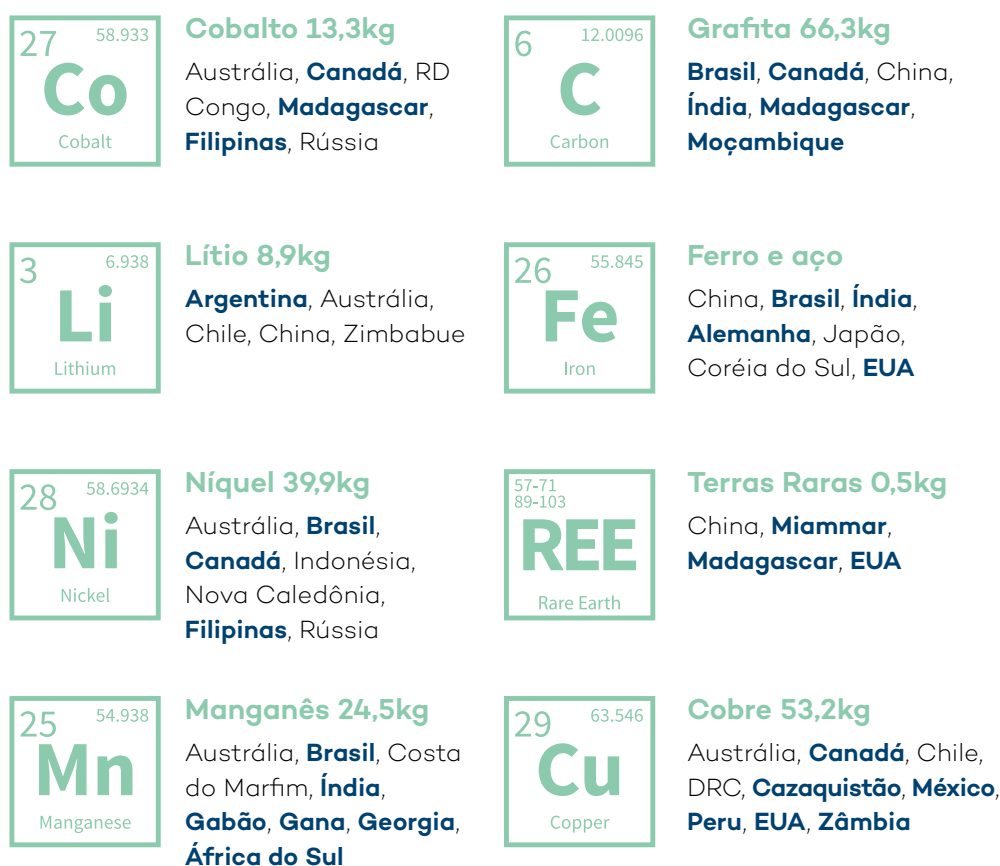 27 58.933
Co
Cobalt
Cobalto 13,3kg
Austrália, Canadá, RD
Congo, Madagascar,
Filipinas, Rússia
6 12.0096
C
Carbon
Grafita 66,3kg
Brasil, Canadá, China,
Índia, Madagascar,
Moçambique
3 6.938
Li
Lithium
Lítio 8,9kg
Argentina, Austrália,
Chile, China, Zimbabue
26 55.845
Fe
Iron
Ferro e aço
China, Brasil, Índia,
Alemanha, Japão,
Coréia do Sul, EUA
28 58.6934
Ni
Nickel
Níquel 39,9kg
Austrália, Brasil,
Canadá, Indonésia,
Nova Caledônia,
Filipinas, Rússia
57-71
89-103
REE
Rare Earth
Terras Raras 0,5kg
China, Miammar,
Madagascar, EUA
25 54.938
Mn
Manganese
Manganês 24,5kg
Austrália, Brasil, Costa
do Marfim, Índia,
Gabão, Gana, Georgia,
África do Sul
29 63.546
Cu
Copper
Cobre 53,2kg
Austrália, Canadá, Chile,
DRC, Cazaquistão, México,
Peru, EUA, Zâmbia